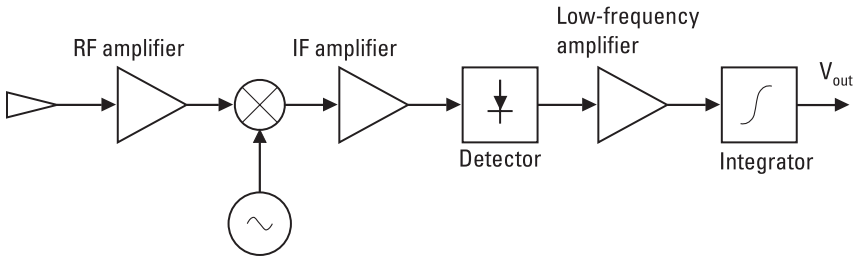 Low-frequency
amplifier
RF amplifier
IF amplifier
Vout
Detector
Integrator